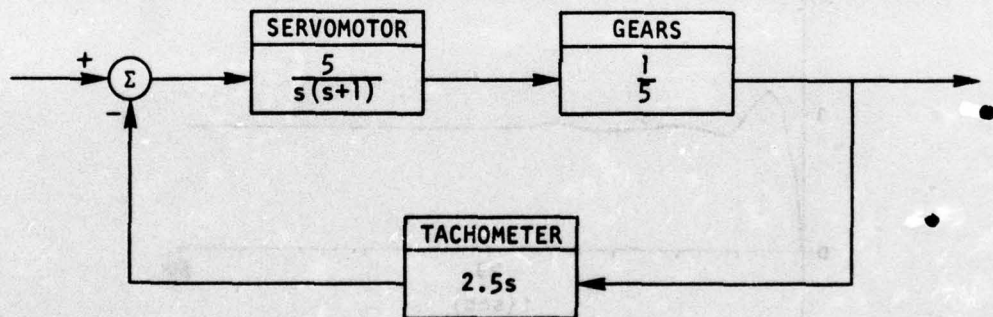 SERVOMOTOR
5
s(s+1)
GEARS
1
5
+
Σ
-
TACHOMETER
2.5s